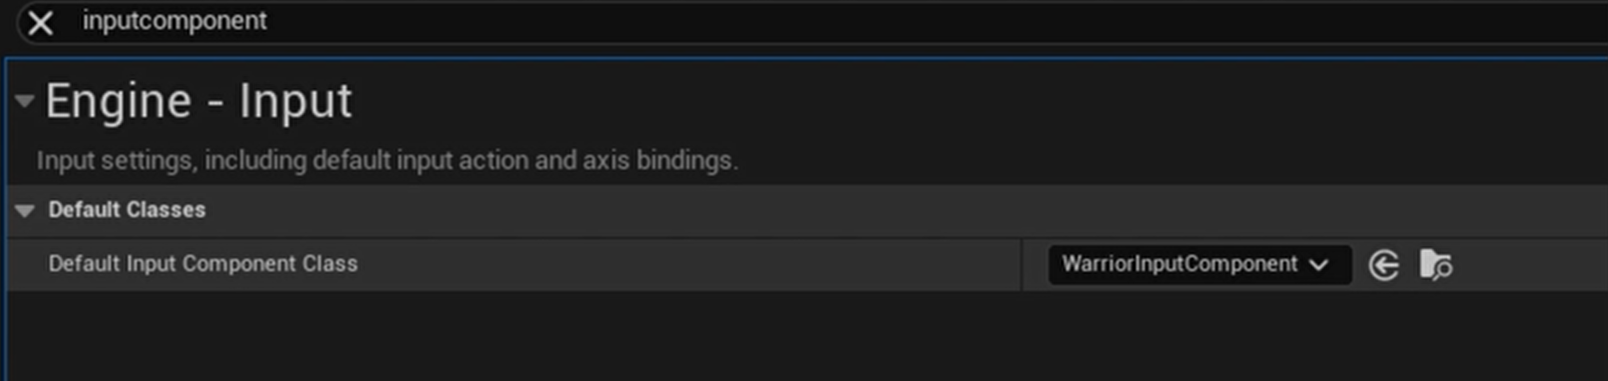 inputcomponent
Engine - Input
Input settings, including default input action and axis bindings.
Default Classes
Default Input Component Class
WarriorInputComponent